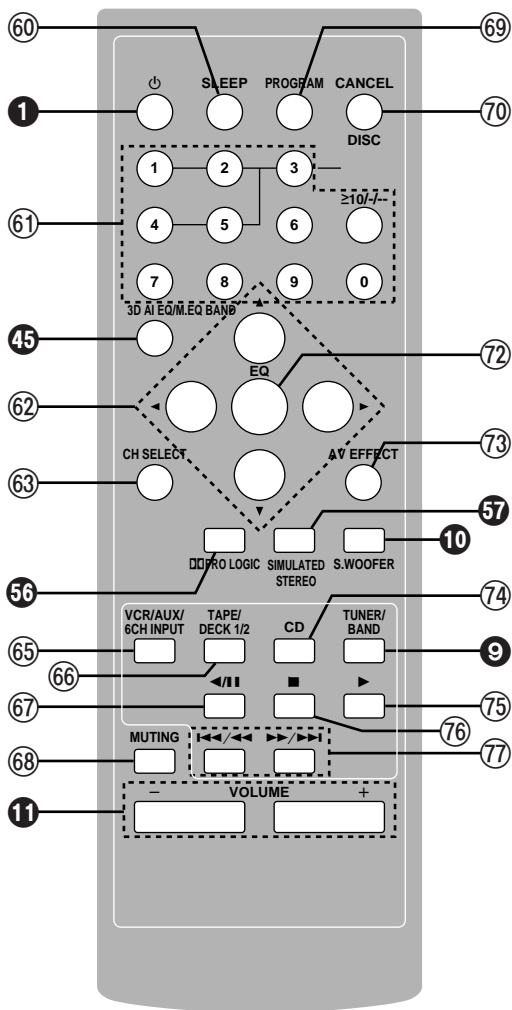 60 69
SLEEP PROGRAM CANCEL
1 70
DISC
1 2 3
≥10/-/--
61 4 5 6
7 8 9 0
3D AI EQ/M.EQ BAND
45 72
EQ
62 73
CH SELECT AV EFFECT
63 57
10
PRO LOGIC SIMULATED STEREO S.WOOFER
56 74
VCR/AUX/ 6CH INPUT TAPE/ DECK 1/2 CD TUNER/ BAND
65 9
66
◀/❚❚ ■ ▶
67 75
76
MUTING ⏮◀/◀◀ ▶▶/▶▶⏭
68 77
− VOLUME +
11